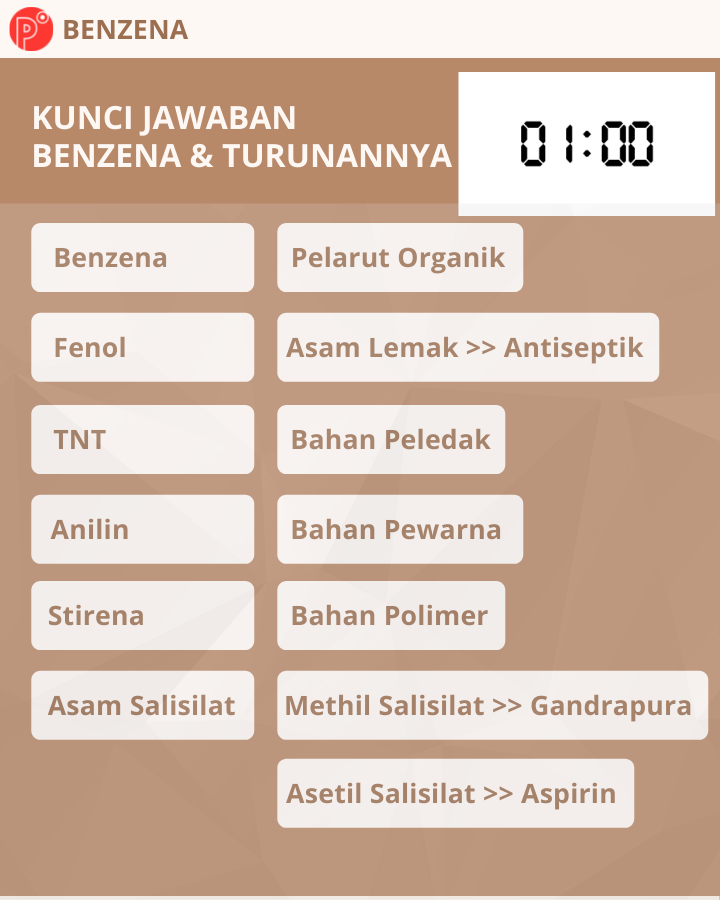 P
BENZENA
KUNCI JAWABAN
BENZENA & TURUNANNYA
01:00
Benzena
Pelarut Organik
Fenol
Asam Lemak >> Antiseptik
TNT
Bahan Peledak
Anilin
Bahan Pewarna
Stirena
Bahan Polimer
Asam Salisilat
Methil Salisilat >> Gandrapura
Asetil Salisilat >> Aspirin